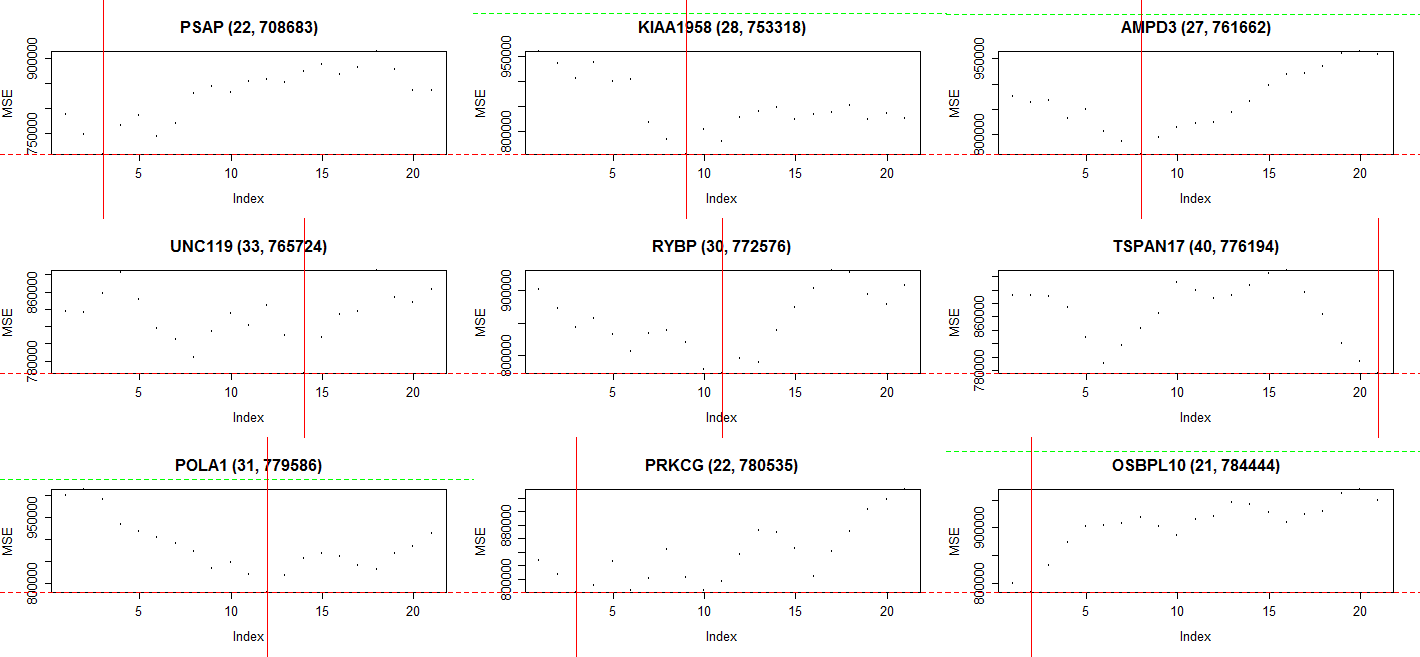 PSAP (22, 708683)
KIAA1958 (28, 753318)
AMPD3 (27, 761662)
MSE
900000
750000
5 10 15 20
Index
MSE
950000
800000
5 10 15 20
Index
MSE
950000
800000
5 10 15 20
Index
UNC119 (33, 765724)
RYBP (30, 772576)
TSPAN17 (40, 776194)
MSE
860000
780000
5 10 15 20
Index
MSE
900000
800000
5 10 15 20
Index
MSE
860000
780000
5 10 15 20
Index
POLA1 (31, 779586)
PRKCG (22, 780535)
OSBPL10 (21, 784444)
MSE
950000
800000
5 10 15 20
Index
MSE
880000
800000
5 10 15 20
Index
MSE
900000
800000
5 10 15 20
Index